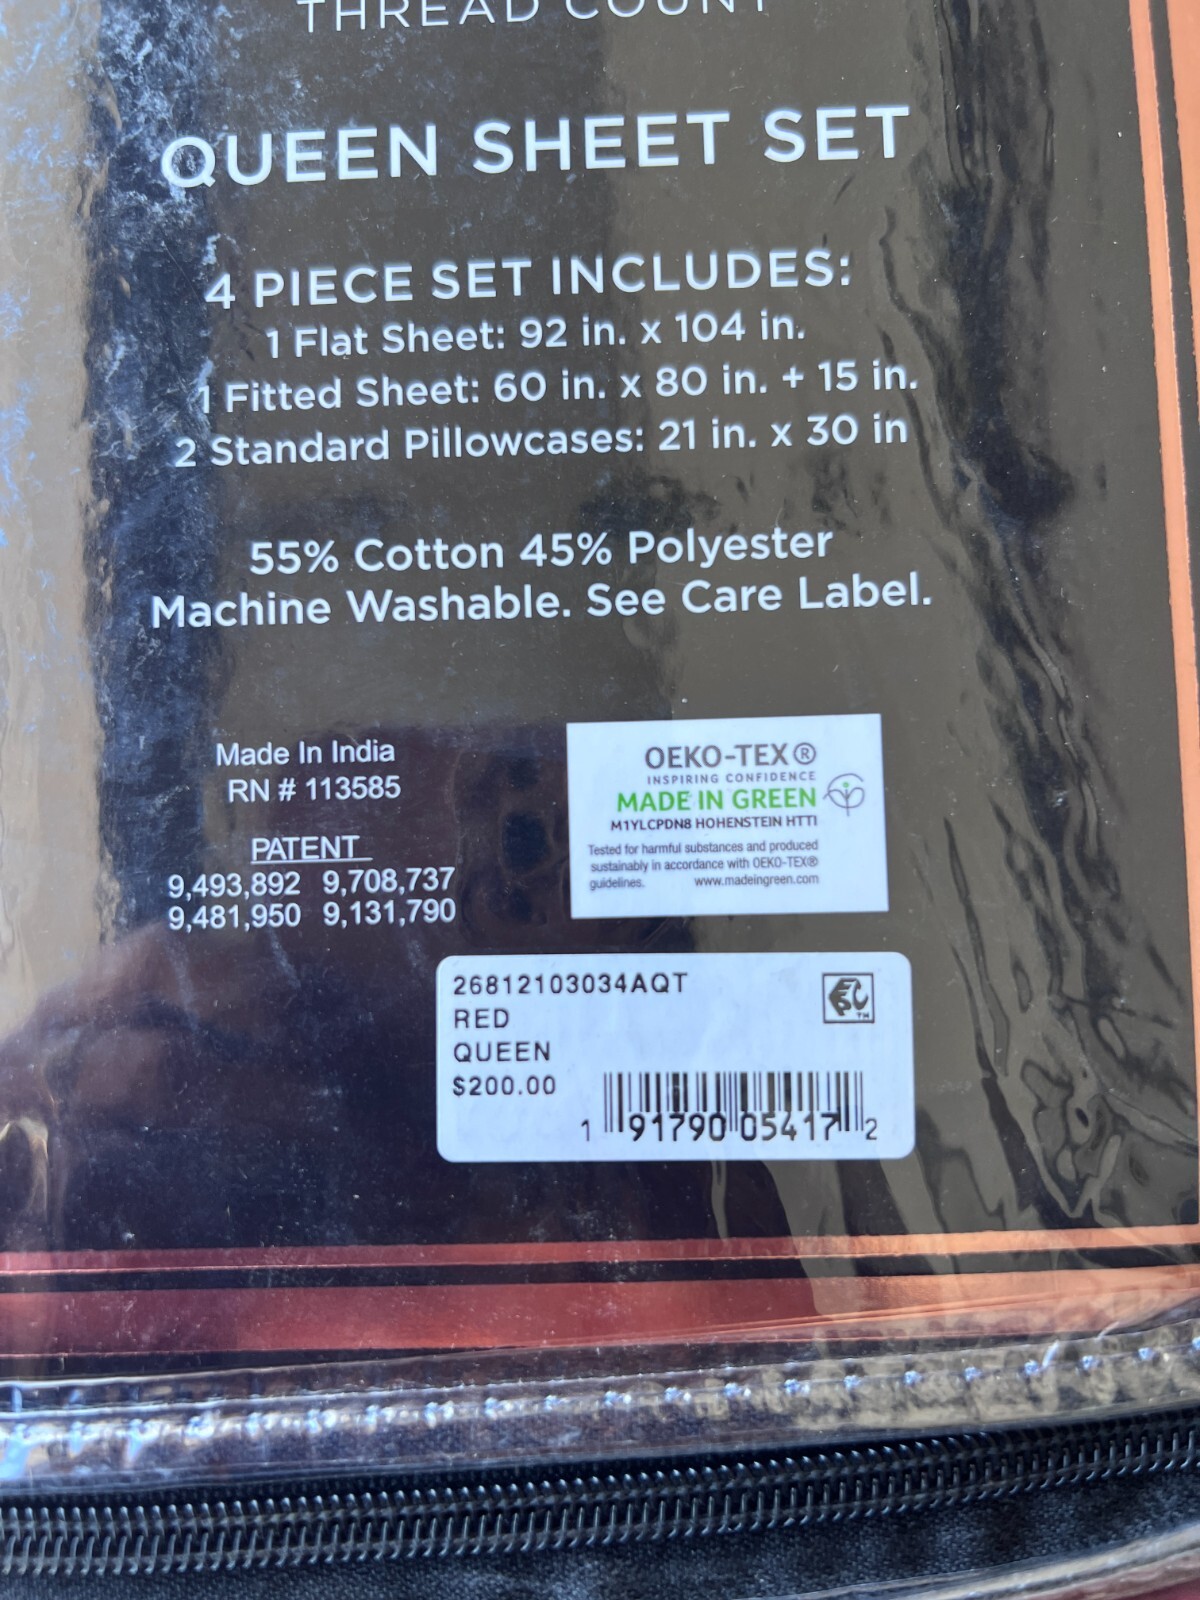 THREAD COUNT
QUEEN SHEET SET
4 PIECE SET INCLUDES:
1 Flat Sheet: 92 in. x 104 in.
1 Fitted Sheet: 60 in. x 80 in. + 15 in.
2 Standard Pillowcases: 21 in. x 30 in
55% Cotton 45% Polyester
Machine Washable. See Care Label.
Made In India
RN # 113585
PATENT
9,493,892 9,708,737
9,481,950 9,131,790
OEKO-TEX®
INSPIRING CONFIDENCE
MADE IN GREEN
M1YLCPDN8 HOHENSTEIN HTTI
Tested for harmful substances and produced
sustainably in accordance with OEKO-TEX®
guidelines. www.madeingreen.com
26812103034AQT
RED
QUEEN
$200.00
TM
1 91790 05417 2